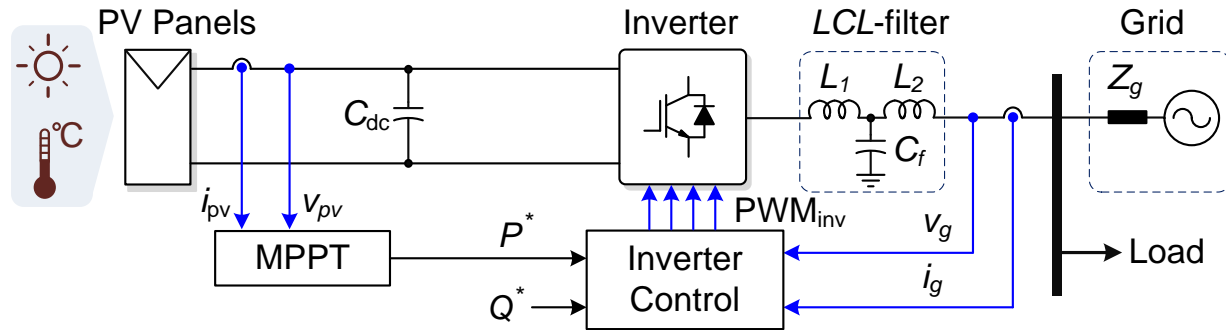 PV Panels
Inverter
LCL-filter
Grid
L1
L2
Zg
°C
Cdc
Cf
ipv
vpv
PWMinv
P*
vg
MPPT
Inverter
Control
Load
Q*
ig